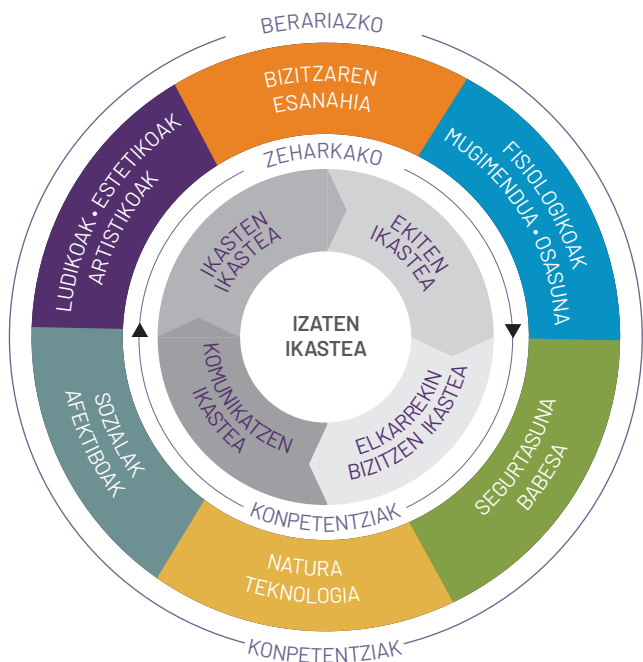 BERARIAZKO
BIZITZAREN
ESANAHIA
FISIOLOGIKOAK
MUGIMENDUA • OSASUNA
SEGURTASUNA
BABESA
NATURA
TEKNOLOGIA
SOZIALAK
AFEKTIBOAK
LUDIKOAK • ESTETIKOAK
ARTISTIKOAK
KONPETENTZIAK
ZEHARKAKO
EKITEN
IKASTEA
ELKARREKIN
BIZITZEN IKASTEA
KOMUNIKATZEN
IKASTEA
IKASTEN
IKASTEA
KONPETENTZIAK
IZATEN
IKASTEA